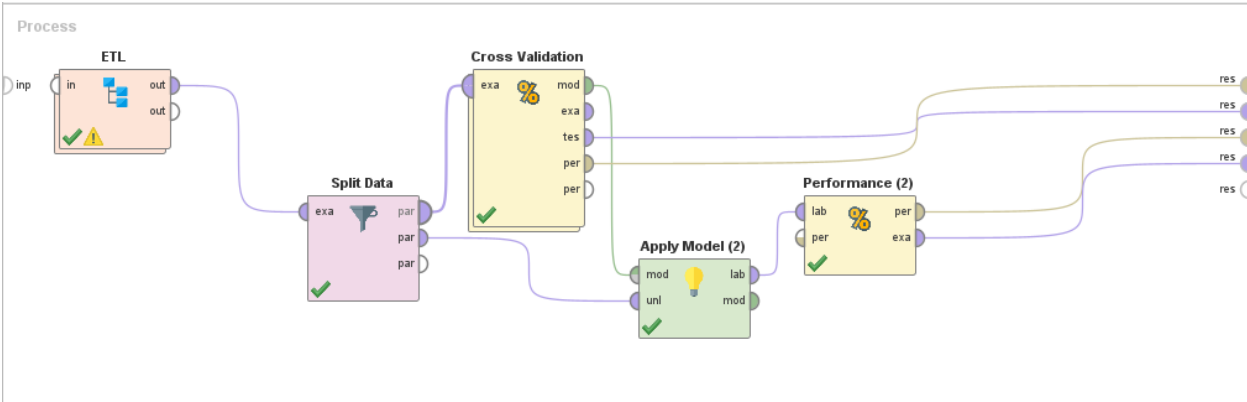 Process
ETL
inp
in
out
out
Cross Validation
exa
mod
exa
tes
per
per
Split Data
exa
par
par
par
Apply Model (2)
mod
lab
unl
mod
Performance (2)
lab
per
per
exa
res
res
res
res
res